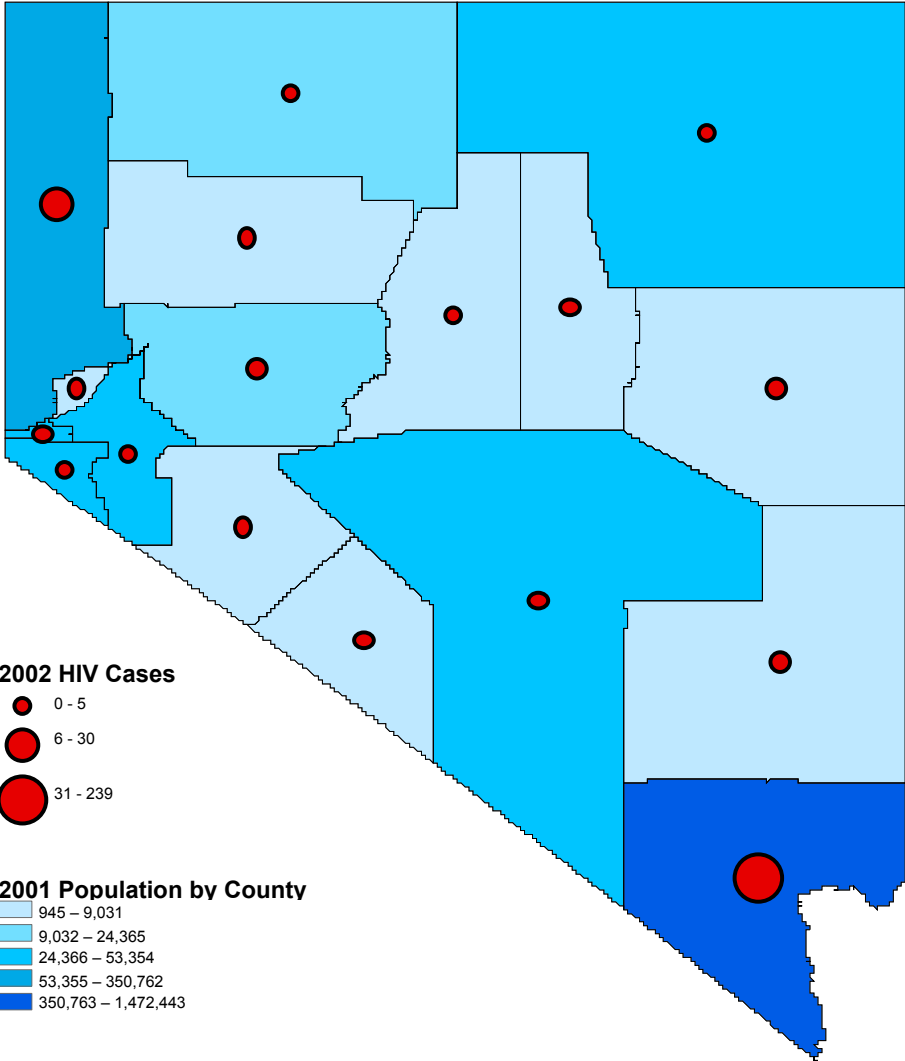 2002 HIV Cases
0 - 5
6 - 30
31 - 239
2001 Population by County
945 – 9,031
9,032 – 24,365
24,366 – 53,354
53,355 – 350,762
350,763 – 1,472,443